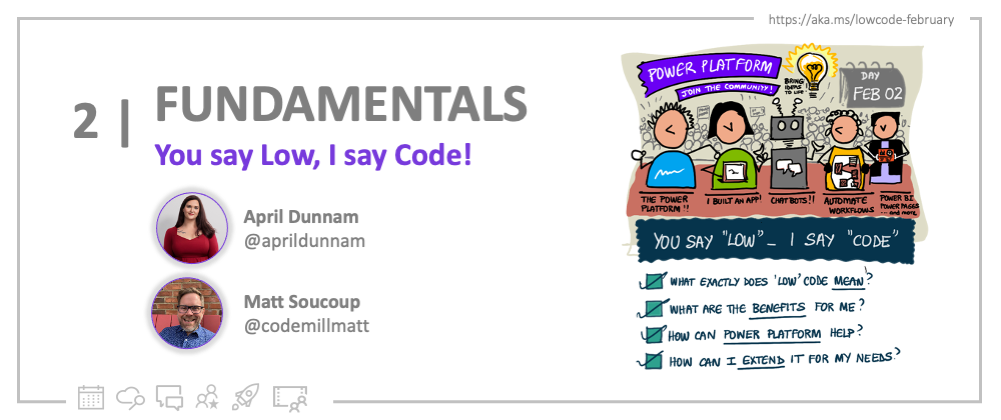 https://aka.ms/lowcode-february
2 | FUNDAMENTALS
You say Low, I say Code!
April Dunnam
@aprildunnam
Matt Soucoup
@codemillmatt
POWER PLATFORM
JOIN THE COMMUNITY!
BRING
IDEAS
TO LIFE
DAY
FEB 02
THE POWER
PLATFORM!!
I BUILT AN APP!
CHATBOTS!!
AUTOMATE
WORKFLOWS
POWER BI
POWER PAGES
... and more
YOU SAY "LOW" - I SAY "CODE"
WHAT EXACTLY DOES 'LOW' CODE MEAN?
WHAT ARE THE BENEFITS FOR ME?
HOW CAN POWER PLATFORM HELP?
HOW CAN I EXTEND IT FOR MY NEEDS?